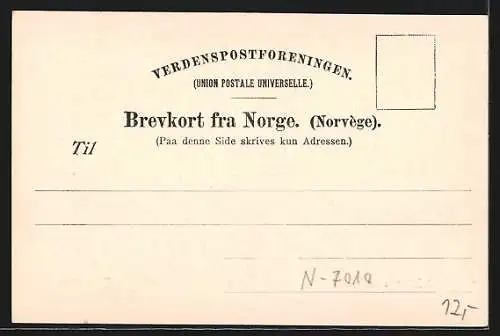 VERDENSPOSTFORENINGEN.
(UNION POSTALE UNIVERSELLE.)
Brevkort fra Norge. (Norvège).
(Paa denne Side skrives kun Adressen.)
Til
N-7010
12,-